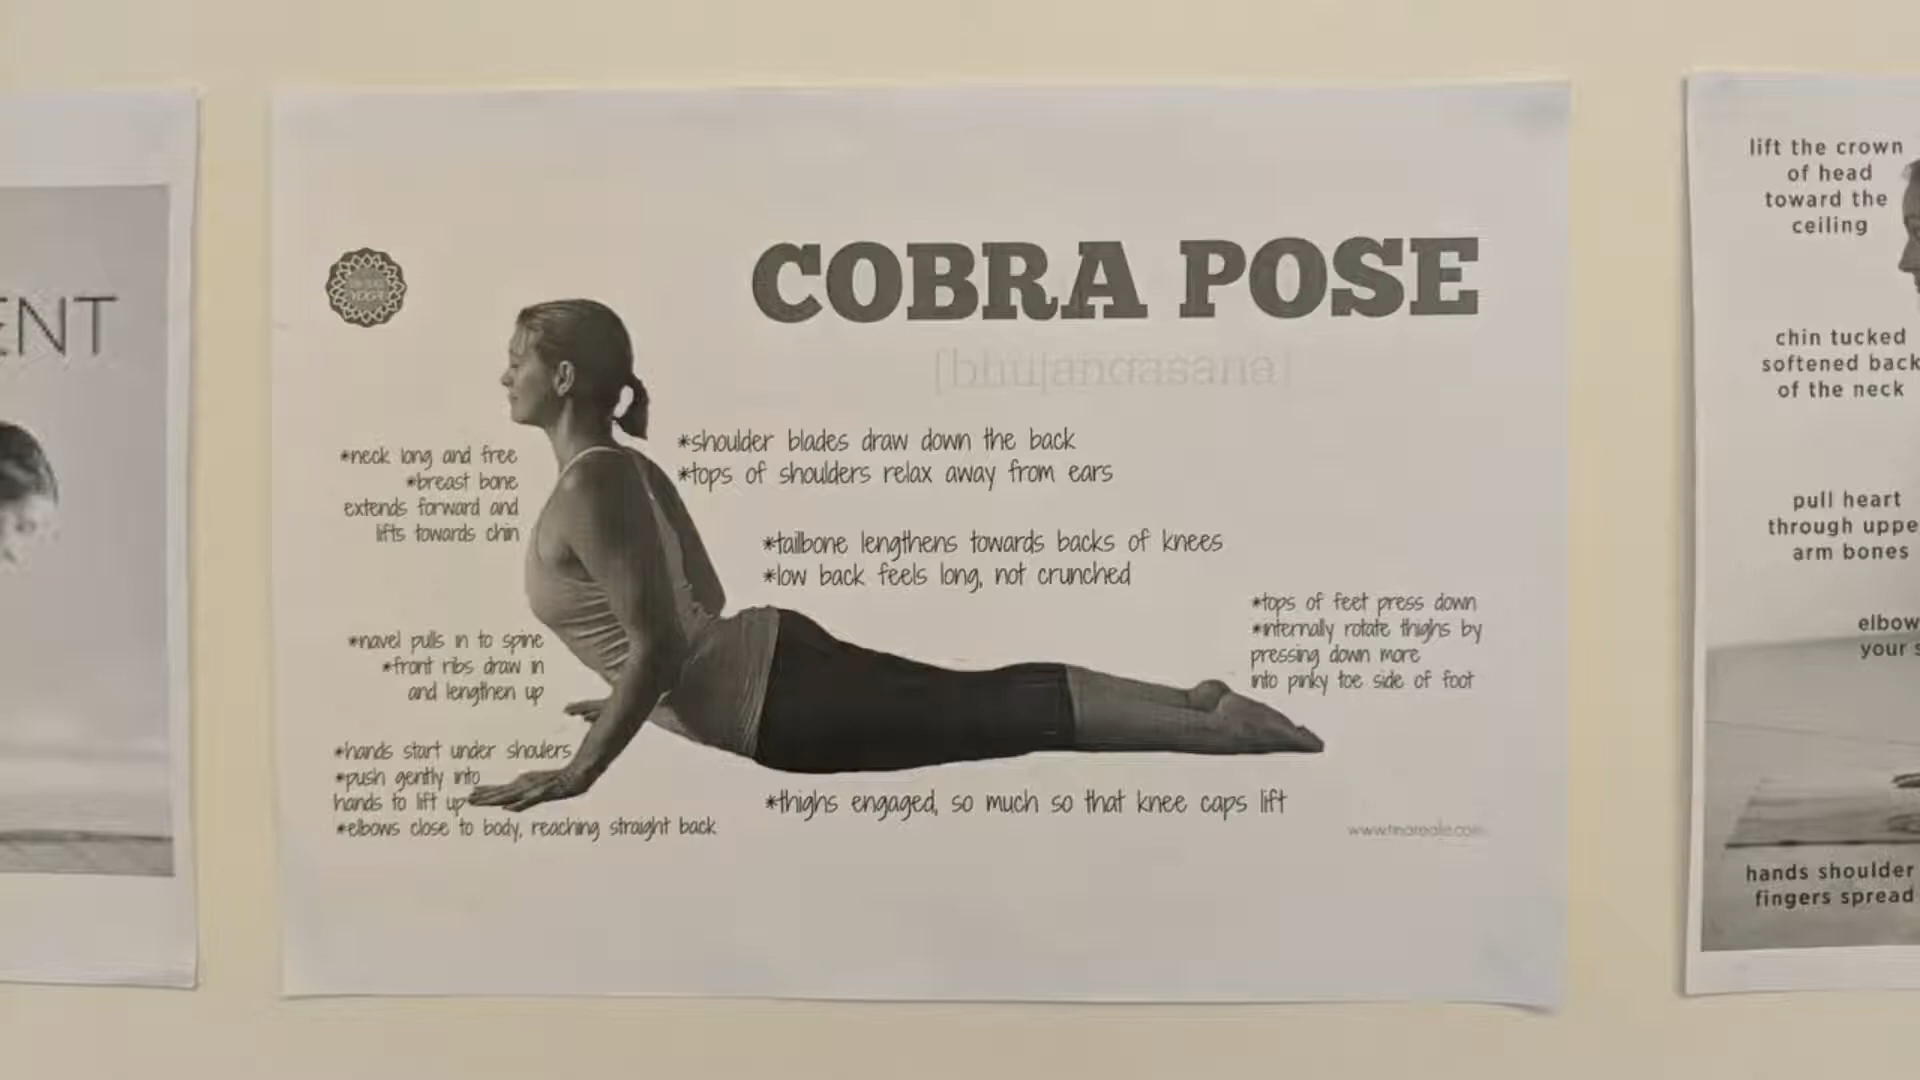 ENT
YOGA
COBRA POSE
[bhujangasana]
*neck long and free
*breast bone
extends forward and
lifts towards chin
*shoulder blades draw down the back
*tops of shoulders relax away from ears
*tailbone lengthens towards backs of knees
*low back feels long, not crunched
*tops of feet press down
*internally rotate thighs by
pressing down more
into pinky toe side of foot
*navel pulls in to spine
*front ribs draw in
and lengthen up
*hands start under shoulers
*push gently into
hands to lift up
*elbows close to body, reaching straight back
*thighs engaged, so much so that knee caps lift
lift the crown
of head
toward the
ceiling
chin tucked
softened back
of the neck
pull heart
through uppe
arm bones
elbow
your s
hands shoulder
fingers spread